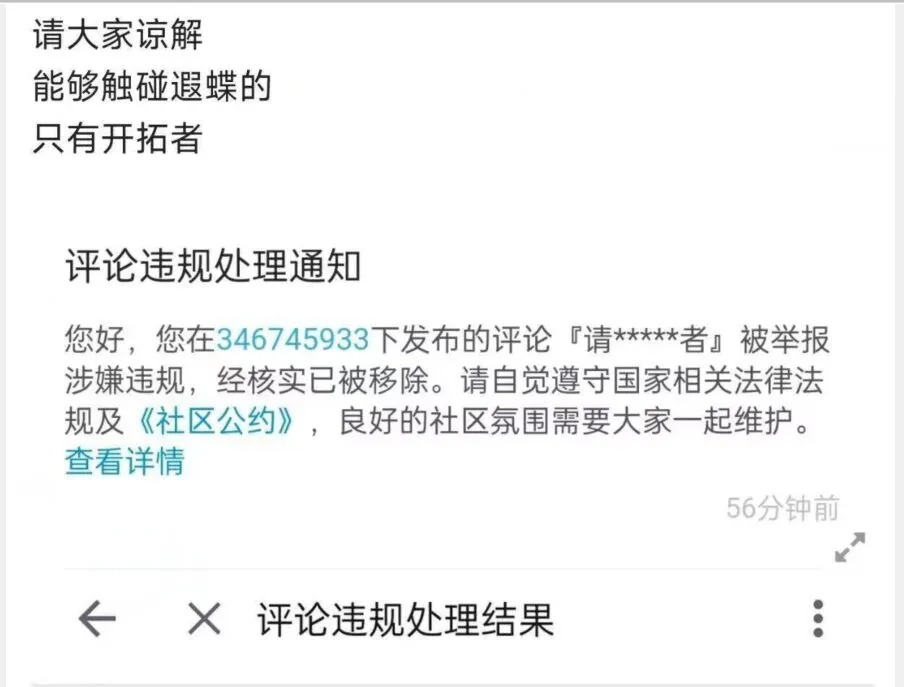 请大家谅解
能够触碰遐蝶的
只有开拓者
评论违规处理通知
您好，您在346745933下发布的评论『请*****者』被举报
涉嫌违规，经核实已被移除。请自觉遵守国家相关法律法
规及《社区公约》，良好的社区氛围需要大家一起维护。
查看详情
56分钟前
评论违规处理结果